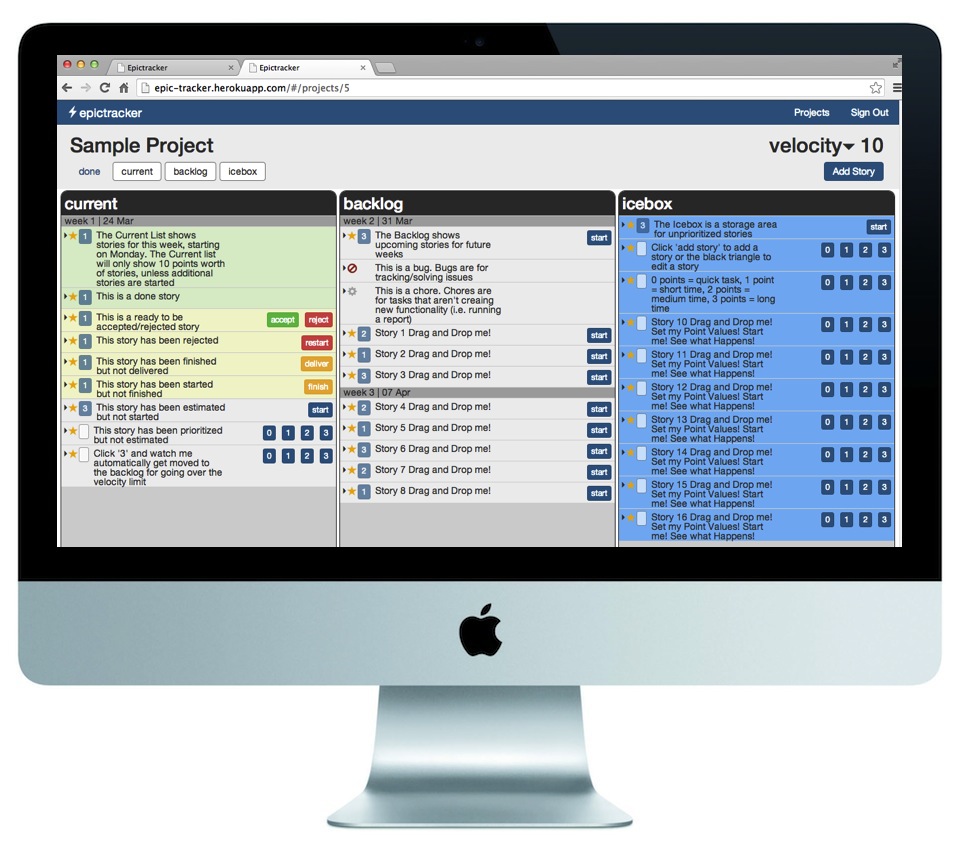 Epictracker
Epictracker
epic-tracker.herokuapp.com/#/projects/5
epictracker
Projects
Sign Out
Sample Project
velocity 10
done
current
backlog
icebox
Add Story
current
week 1 | 24 Mar
1
The Current List shows
stories for this week, starting
on Monday. The Current list
will only show 10 points worth
of stories, unless additional
stories are started
1
This is a done story
1
This is a ready to be
accepted/rejected story
accept
reject
1
This story has been rejected
restart
1
This story has been finished
but not delivered
deliver
1
This story has been started
but not finished
finish
3
This story has been estimated
but not started
start
This story has been prioritized
but not estimated
0 1 2 3
Click '3' and watch me
automatically get moved to
the backlog for going over the
velocity limit
0 1 2 3
backlog
week 2 | 31 Mar
3
The Backlog shows
upcoming stories for future
weeks
start
This is a bug. Bugs are for
tracking/solving issues
This is a chore. Chores are
for tasks that aren't creaing
new functionality (i.e. running
a report)
2
Story 1 Drag and Drop me!
start
1
Story 2 Drag and Drop me!
start
3
Story 3 Drag and Drop me!
start
week 3 | 07 Apr
2
Story 4 Drag and Drop me!
start
1
Story 5 Drag and Drop me!
start
3
Story 6 Drag and Drop me!
start
2
Story 7 Drag and Drop me!
start
1
Story 8 Drag and Drop me!
start
icebox
3
The Icebox is a storage area
for unprioritized stories
start
Click 'add story' to add a
story or the black triangle to
edit a story
0 1 2 3
0 points = quick task, 1 point
= short time, 2 points =
medium time, 3 points = long
time
0 1 2 3
Story 10 Drag and Drop me!
Set my Point Values! Start
me! See what Happens!
0 1 2 3
Story 11 Drag and Drop me!
Set my Point Values! Start
me! See what Happens!
0 1 2 3
Story 12 Drag and Drop me!
Set my Point Values! Start
me! See what Happens!
0 1 2 3
Story 13 Drag and Drop me!
Set my Point Values! Start
me! See what Happens!
0 1 2 3
Story 14 Drag and Drop me!
Set my Point Values! Start
me! See what Happens!
0 1 2 3
Story 15 Drag and Drop me!
Set my Point Values! Start
me! See what Happens!
0 1 2 3
Story 16 Drag and Drop me!
Set my Point Values! Start
me! See what Happens!
0 1 2 3